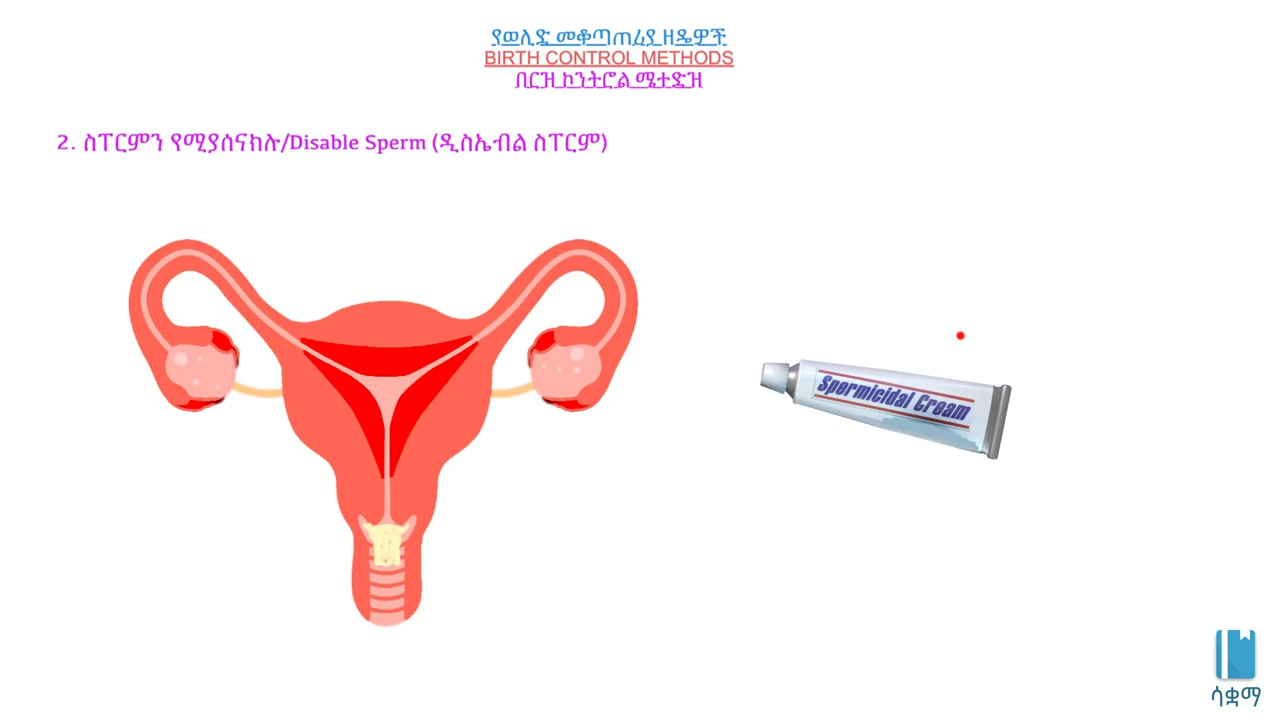 የወሊድ መቆጣጠሪያ ዘዴዎች
BIRTH CONTROL METHODS
በርዝ ኮንትሮል ሜተድዝ
2. ስፐርምን የሚያሰናክሉ/Disable Sperm (ዲስኤብል ስፐርም)
Spermicidal Cream
ሳቋማ